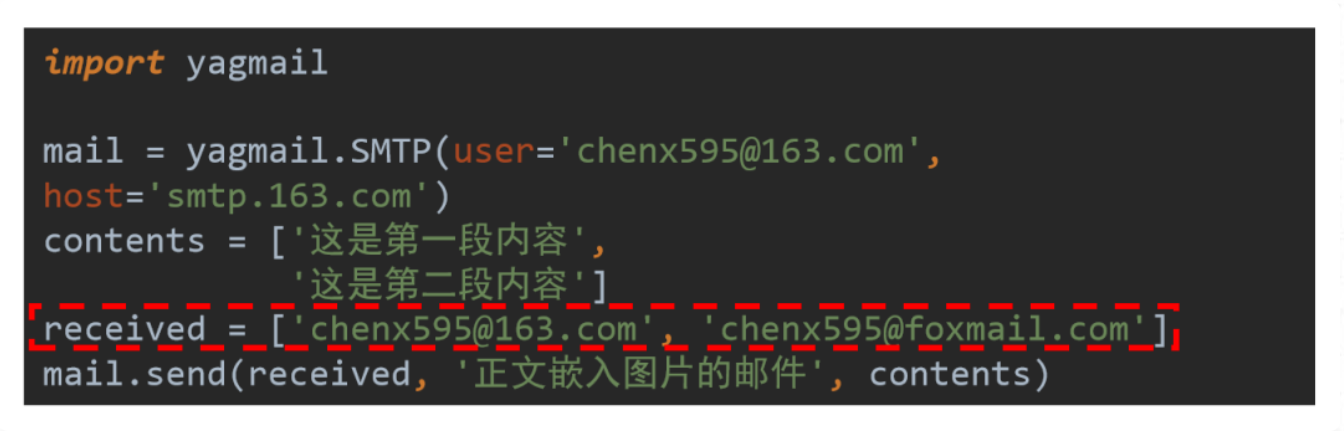 import yagmail
mail = yagmail.SMTP(user='chenx595@163.com',
host='smtp.163.com')
contents = ['这是第一段内容',
'这是第二段内容']
received = ['chenx595@163.com', 'chenx595@foxmail.com']
mail.send(received, '正文嵌入图片的邮件', contents)